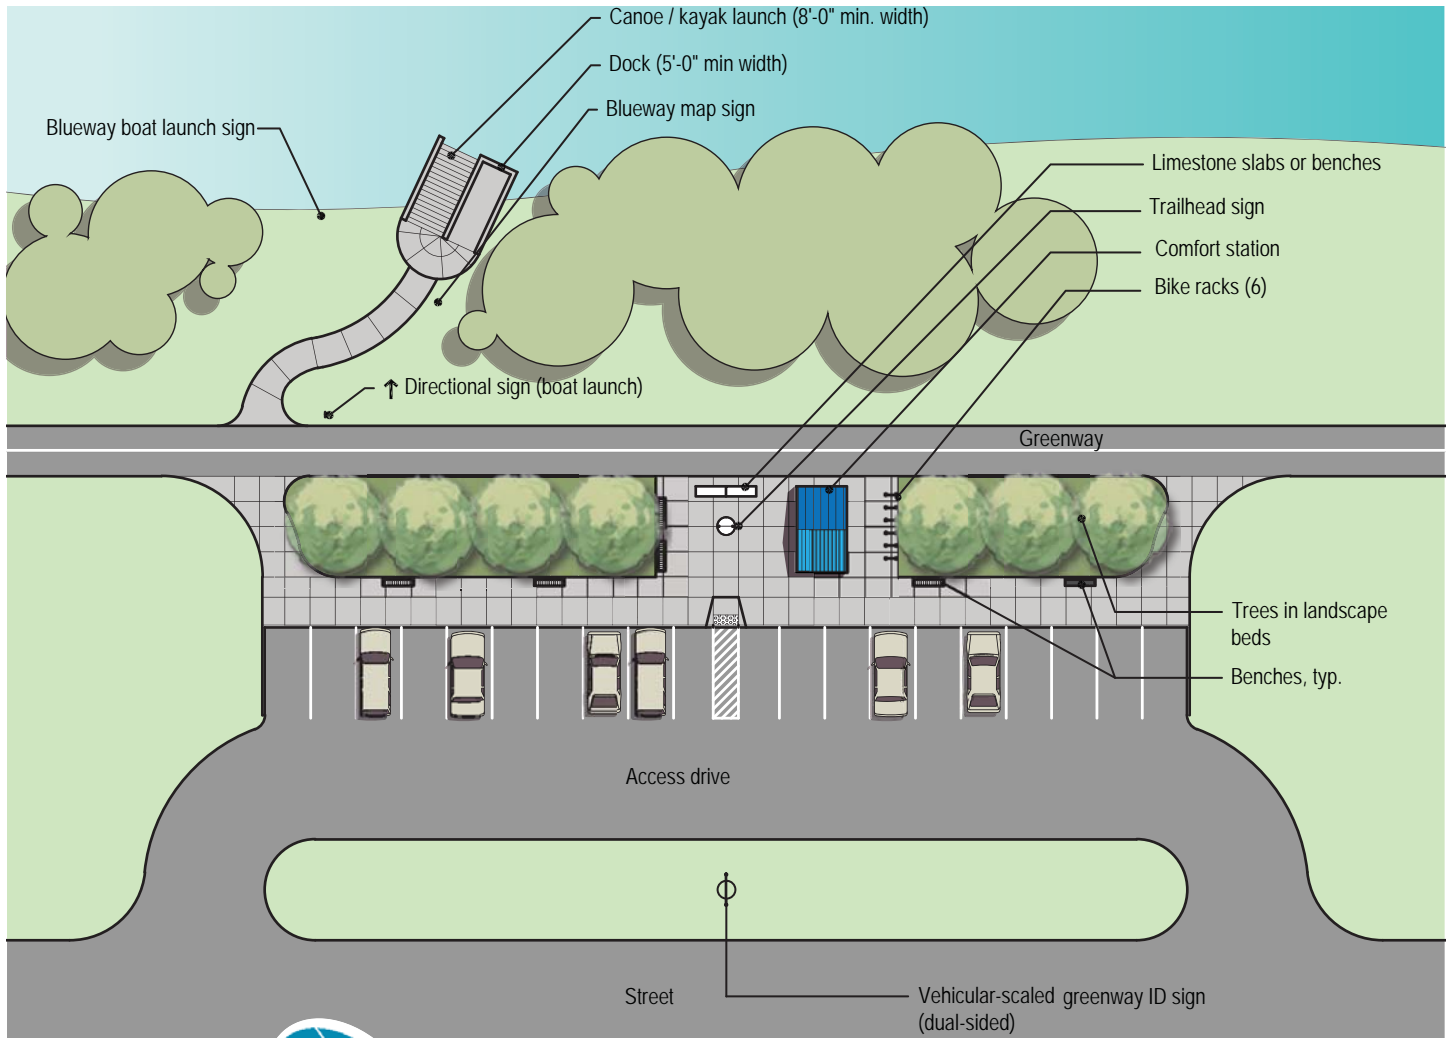 Canoe / kayak launch (8'-0" min. width)
Dock (5'-0" min width)
Blueway map sign
Blueway boat launch sign
Limestone slabs or benches
Trailhead sign
Comfort station
Bike racks (6)
Directional sign (boat launch)
Greenway
Trees in landscape
beds
Benches, typ.
Access drive
Street
Vehicular-scaled greenway ID sign
(dual-sided)